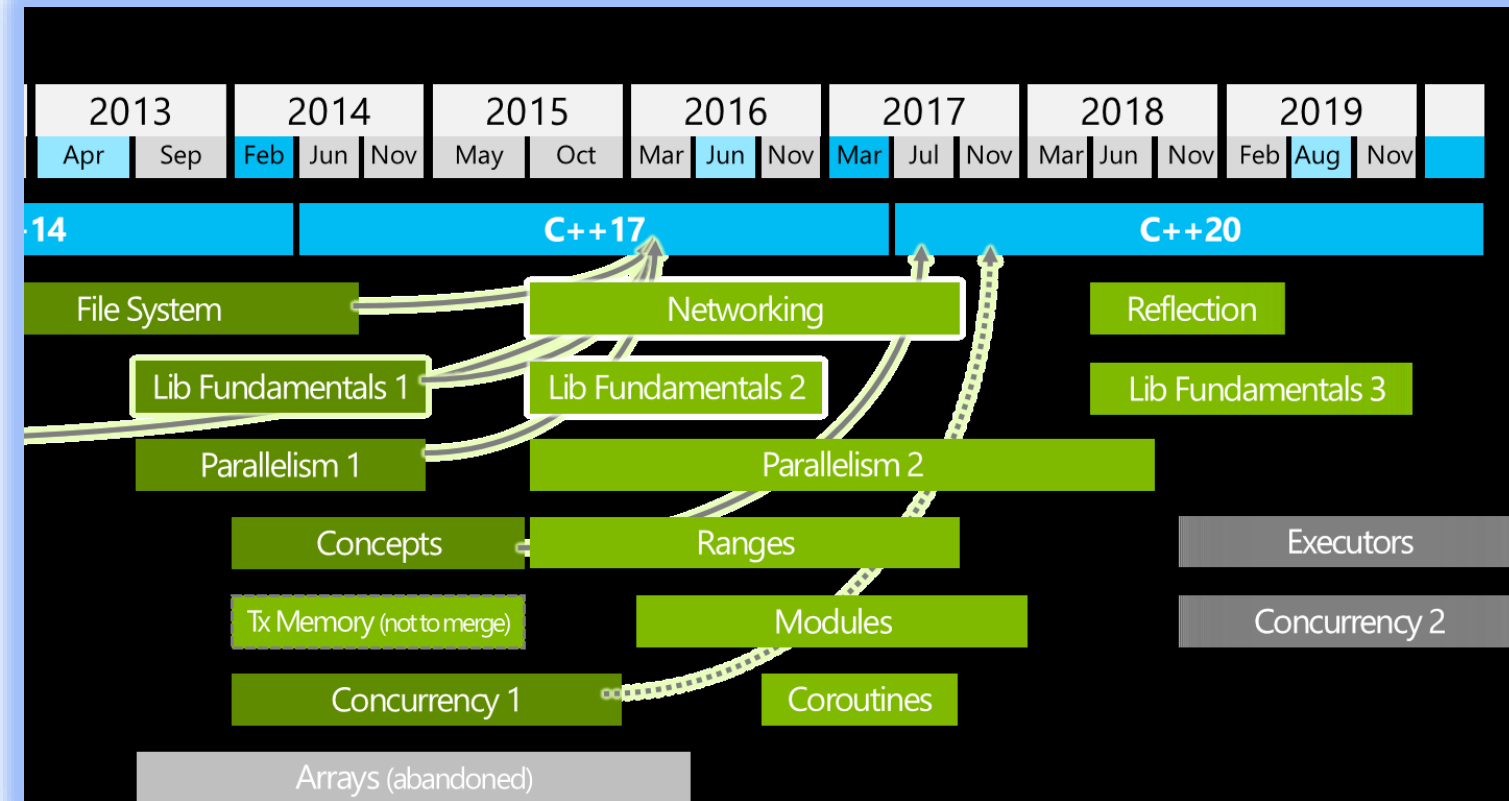 2013 2014 2015 2016 2017 2018 2019
Apr Sep Feb Jun Nov May Oct Mar Jun Nov Mar Jul Nov Mar Jun Nov Feb Aug Nov
14 C++17 C++20
File System Networking Reflection
Lib Fundamentals 1 Lib Fundamentals 2 Lib Fundamentals 3
Parallelism 1 Parallelism 2
Concepts Ranges Executors
Tx Memory (not to merge) Modules Concurrency 2
Concurrency 1 Coroutines
Arrays (abandoned)